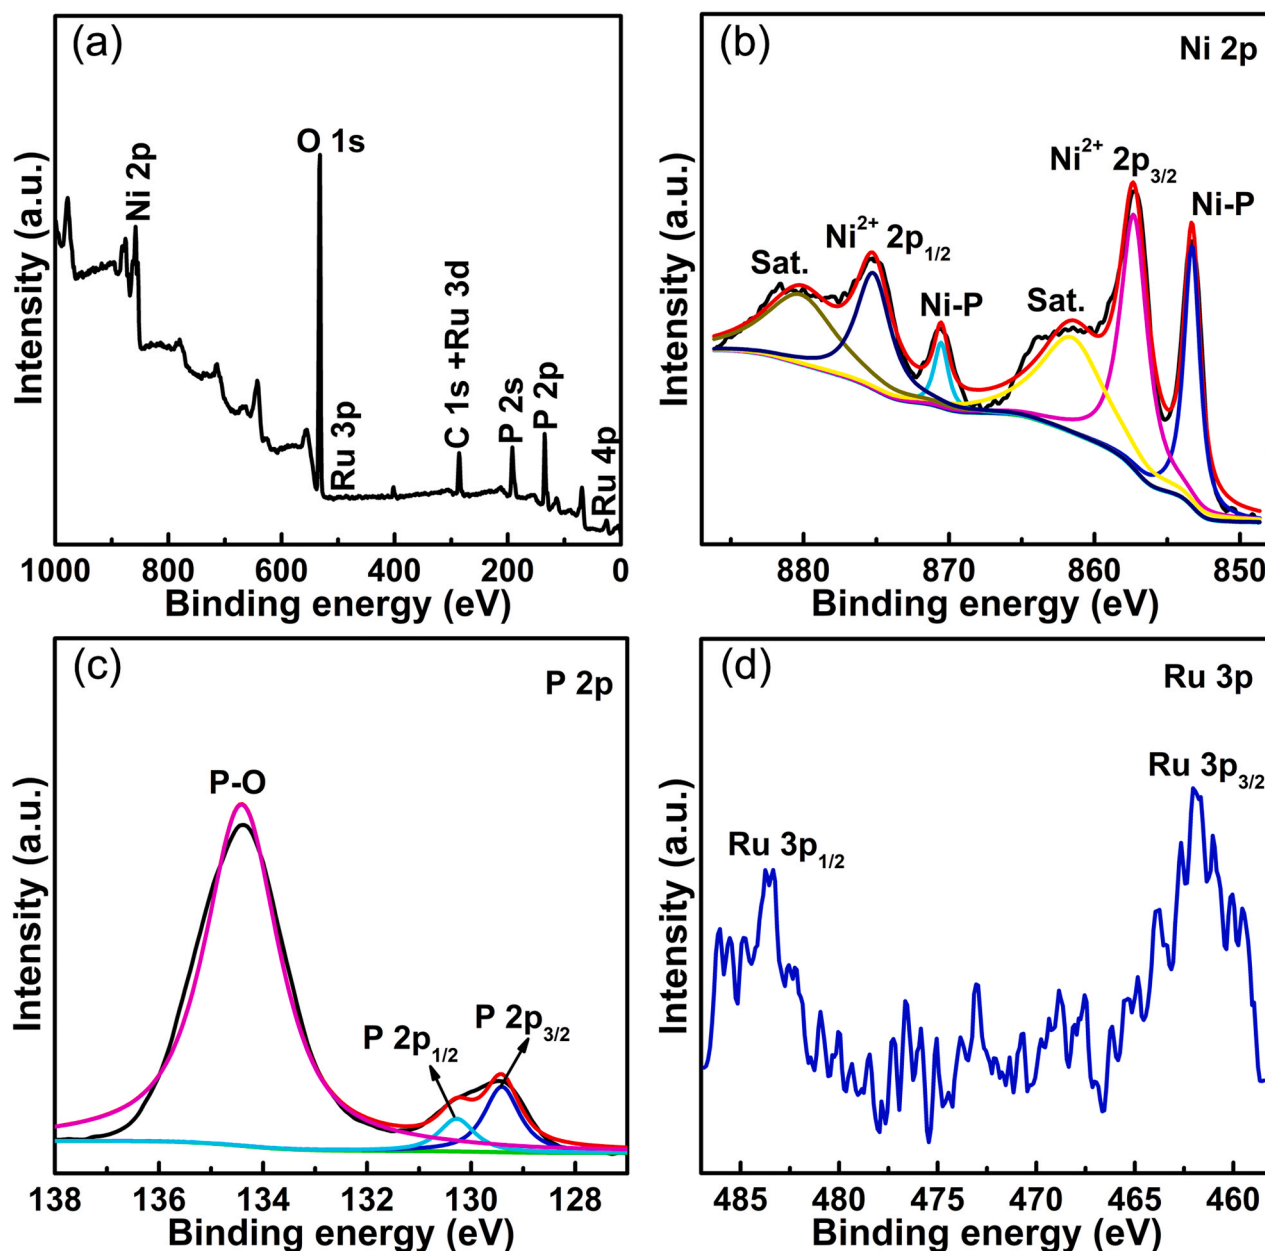 (a)
Intensity (a.u.)
Ni 2p
O 1s
Ru 3p
C 1s +Ru 3d
P 2s
P 2p
Ru 4p
1000 800 600 400 200 0
Binding energy (eV)
(b)
Ni 2p
Intensity (a.u.)
Sat.
Ni²⁺ 2p₁/₂
Ni-P
Sat.
Ni²⁺ 2p₃/₂
Ni-P
880 870 860 850
Binding energy (eV)
(c)
P 2p
Intensity (a.u.)
P-O
P 2p₁/₂
P 2p₃/₂
138 136 134 132 130 128
Binding energy (eV)
(d)
Ru 3p
Intensity (a.u.)
Ru 3p₁/₂
Ru 3p₃/₂
485 480 475 470 465 460
Binding energy (eV)